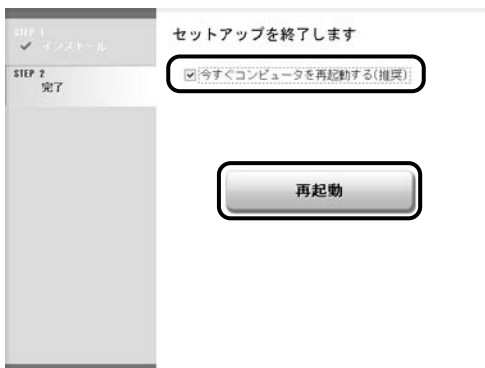 STEP 1
インストール
STEP 2
完了
セットアップを終了します
今すぐコンピュータを再起動する(推奨)
再起動